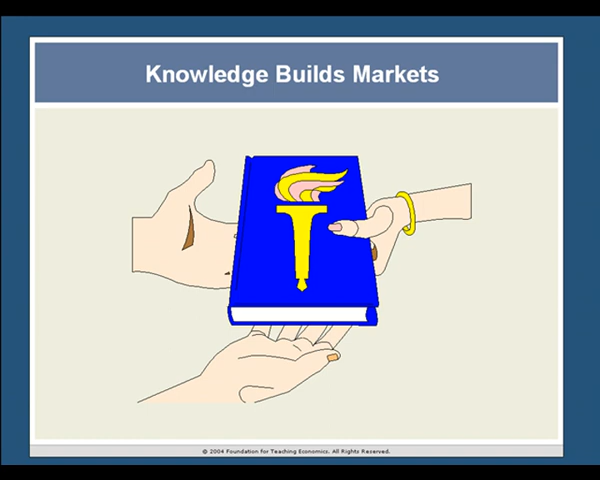 Knowledge Builds Markets
© 2004 Foundation for Teaching Economics. All Rights Reserved.